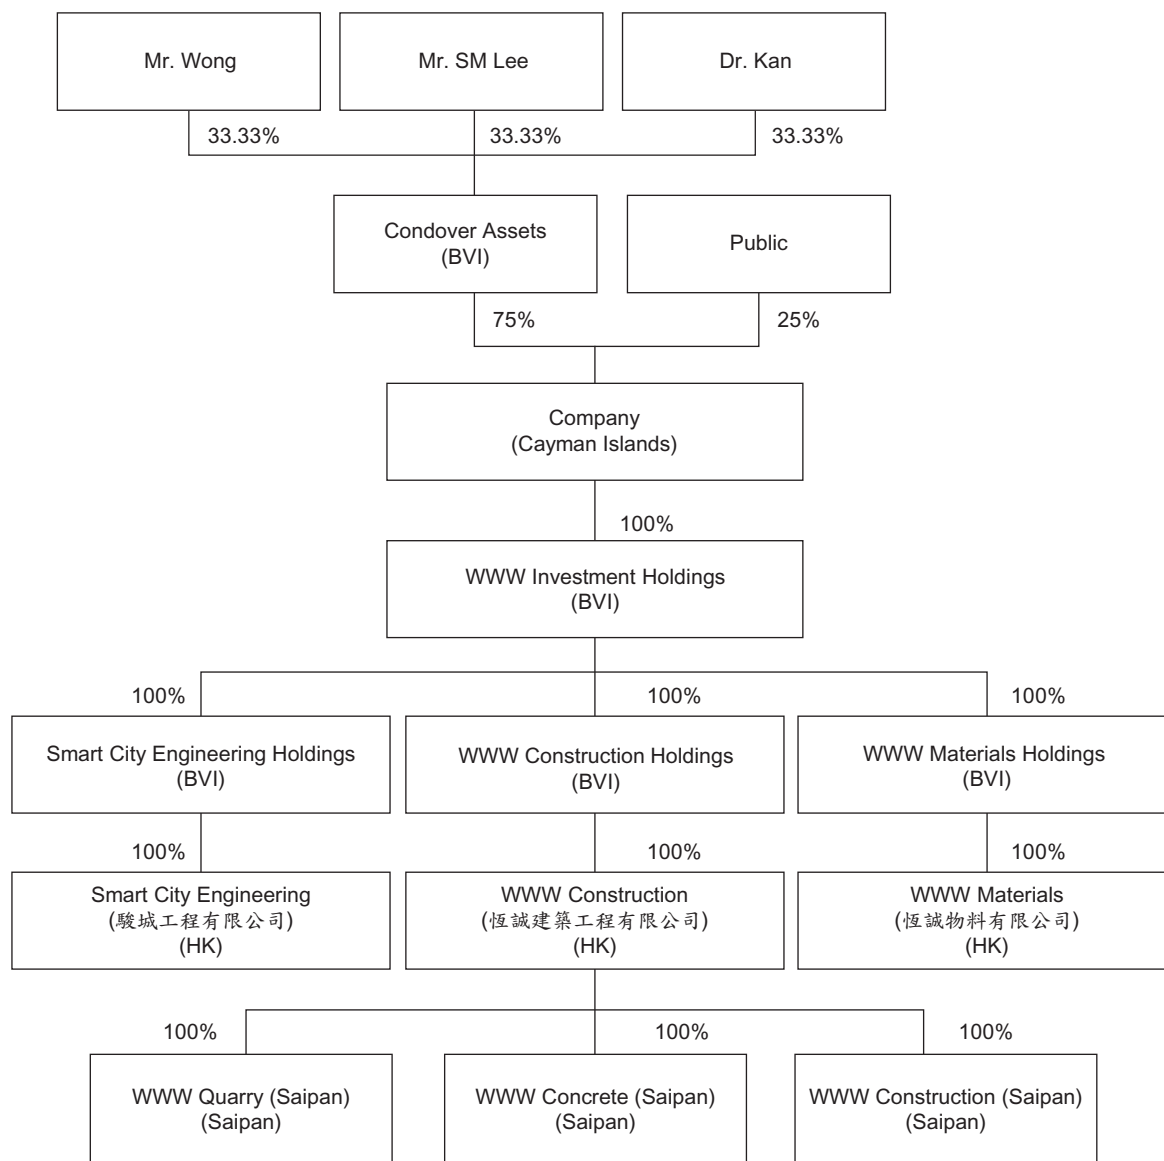 Mr. Wong
Mr. SM Lee
Dr. Kan
33.33%
33.33%
33.33%
Condover Assets
(BVI)
Public
75%
25%
Company
(Cayman Islands)
100%
WWW Investment Holdings
(BVI)
100%
100%
100%
Smart City Engineering Holdings
(BVI)
WWW Construction Holdings
(BVI)
WWW Materials Holdings
(BVI)
100%
100%
100%
Smart City Engineering
(駿城工程有限公司)
(HK)
WWW Construction
(恆誠建築工程有限公司)
(HK)
WWW Materials
(恆誠物料有限公司)
(HK)
100%
100%
100%
WWW Quarry (Saipan)
(Saipan)
WWW Concrete (Saipan)
(Saipan)
WWW Construction (Saipan)
(Saipan)